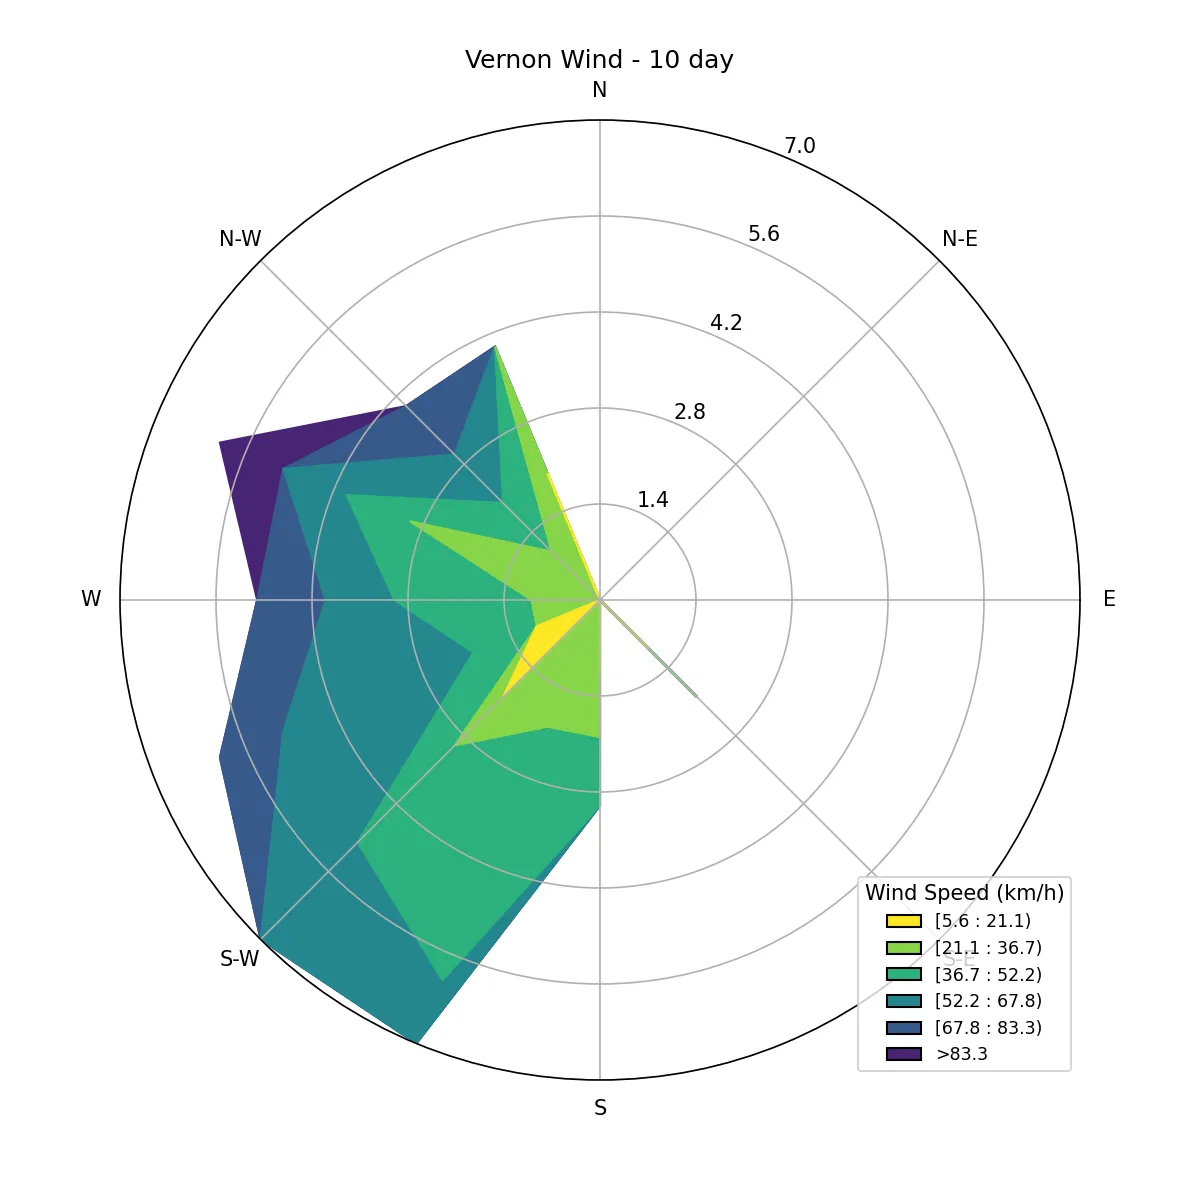 Vernon Wind - 10 day
N
7.0
5.6
N-W
N-E
4.2
2.8
1.4
W
E
Wind Speed (km/h)
[5.6 : 21.1)
[21.1 : 36.7)
S-W
S-E
[36.7 : 52.2)
[52.2 : 67.8)
[67.8 : 83.3)
>83.3
S